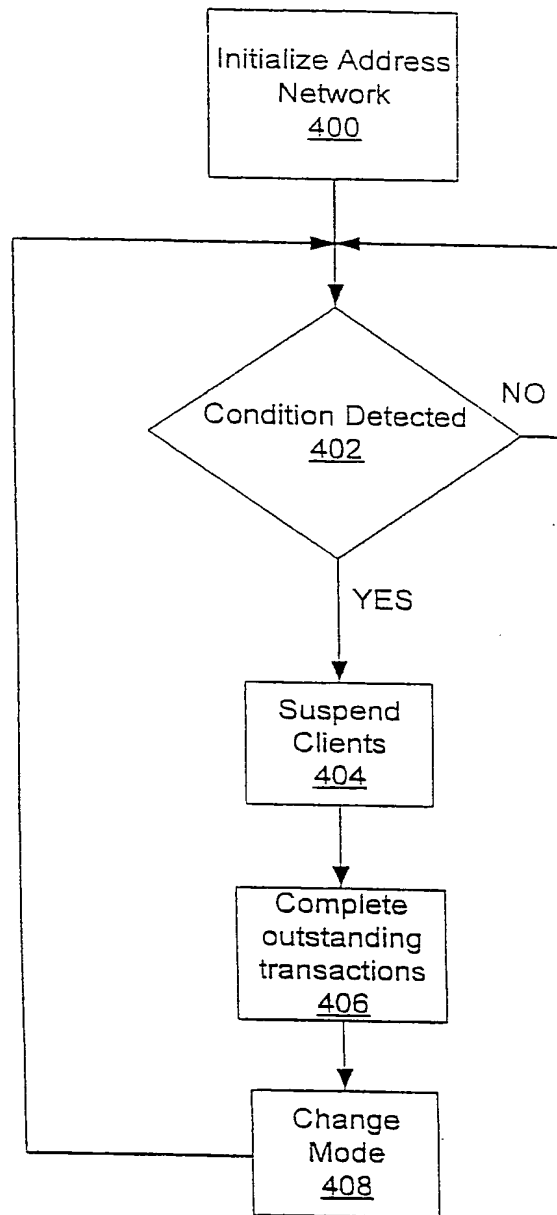 Initialize Address
Network
400
Condition Detected
402
NO
YES
Suspend
Clients
404
Complete
outstanding
transactions
406
Change
Mode
408